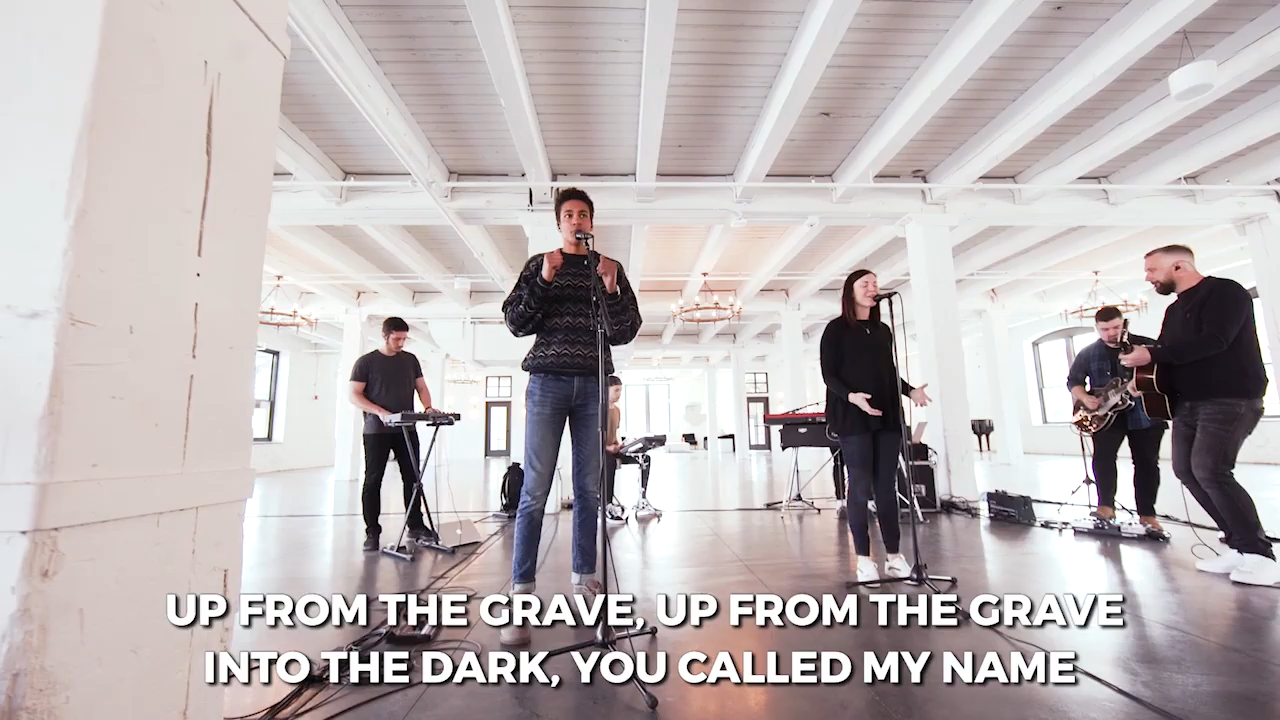 UP FROM THE GRAVE, UP FROM THE GRAVE
INTO THE DARK, YOU CALLED MY NAME